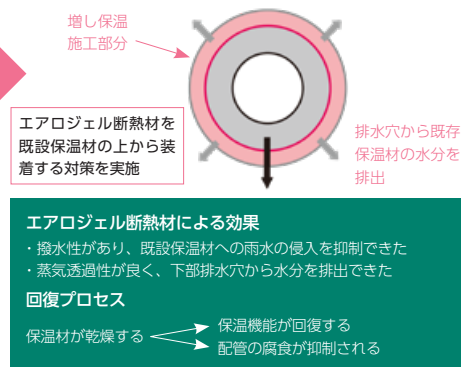 増し保温
施工部分
エアロジェル断熱材を
既設保温材の上から装
着する対策を実施
排水穴から既存
保温材の水分を
排出
エアロジェル断熱材による効果
・撥水性があり、既設保温材への雨水の侵入を抑制できた
・蒸気透過性が良く、下部排水穴から水分を排出できた
回復プロセス
保温材が乾燥する
保温機能が回復する
配管の腐食が抑制される